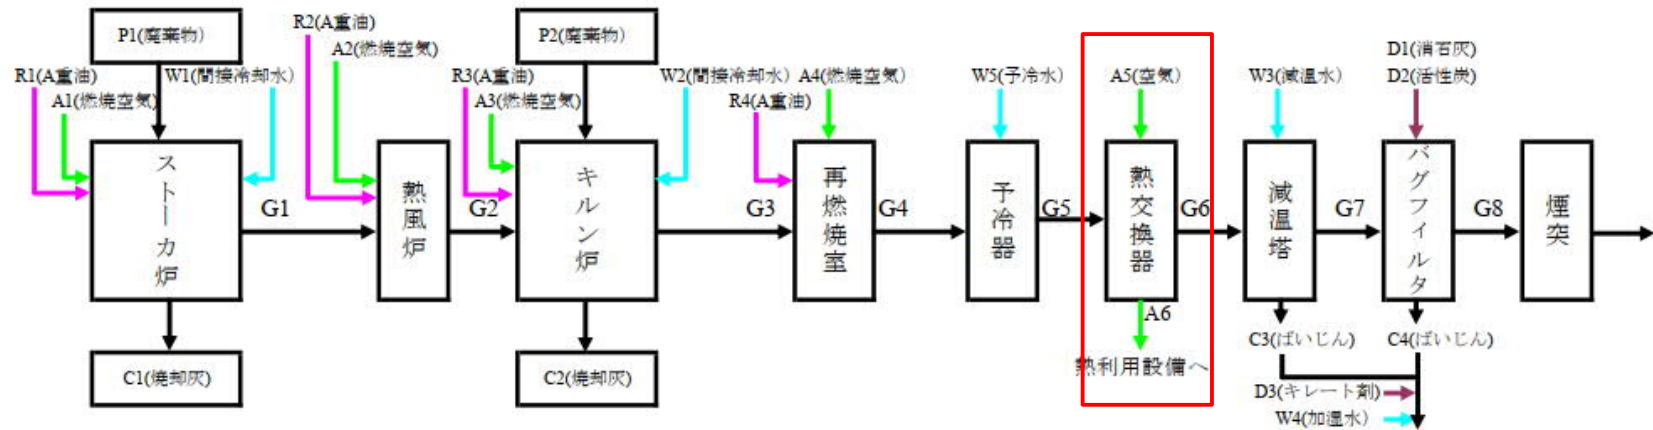 P1(廃棄物)
R2(A重油)
P2(廃棄物)
D1(消石灰)
A2(燃焼空気)
R1(A重油)
W1(間接冷却水)
R3(A重油)
W2(間接冷却水)
A4(燃焼空気)
W5(予冷水)
A5(空気)
W3(減温水)
D2(活性炭)
A1(燃焼空気)
A3(燃焼空気)
R4(A重油)
ストーカ炉
G1
熱風炉
G2
キルン炉
G3
再燃焼室
G4
予冷器
G5
熱交換器
G6
減温塔
G7
バグフィルタ
G8
煙突
A6
熱利用設備へ
C3(ばいじん)
C4(ばいじん)
C1(焼却灰)
C2(焼却灰)
D3(キレート剤)
W4(加湿水)